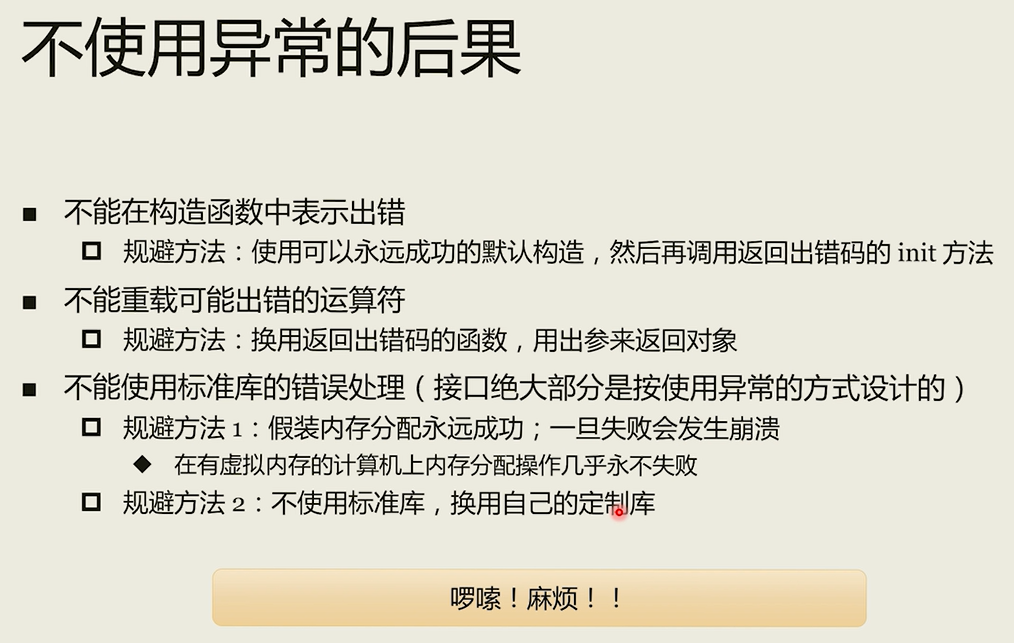 不使用异常的后果
不能在构造函数中表示出错
规避方法：使用可以永远成功的默认构造，然后再调用返回出错码的 init 方法
不能重载可能出错的运算符
规避方法：换用返回出错码的函数，用出参来返回对象
不能使用标准库的错误处理（接口绝大部分是按使用异常的方式设计的）
规避方法 1：假装内存分配永远成功；一旦失败会发生崩溃
在有虚拟内存的计算机上内存分配操作几乎永不失败
规避方法 2：不使用标准库，换用自己的定制库
啰嗦！麻烦！！